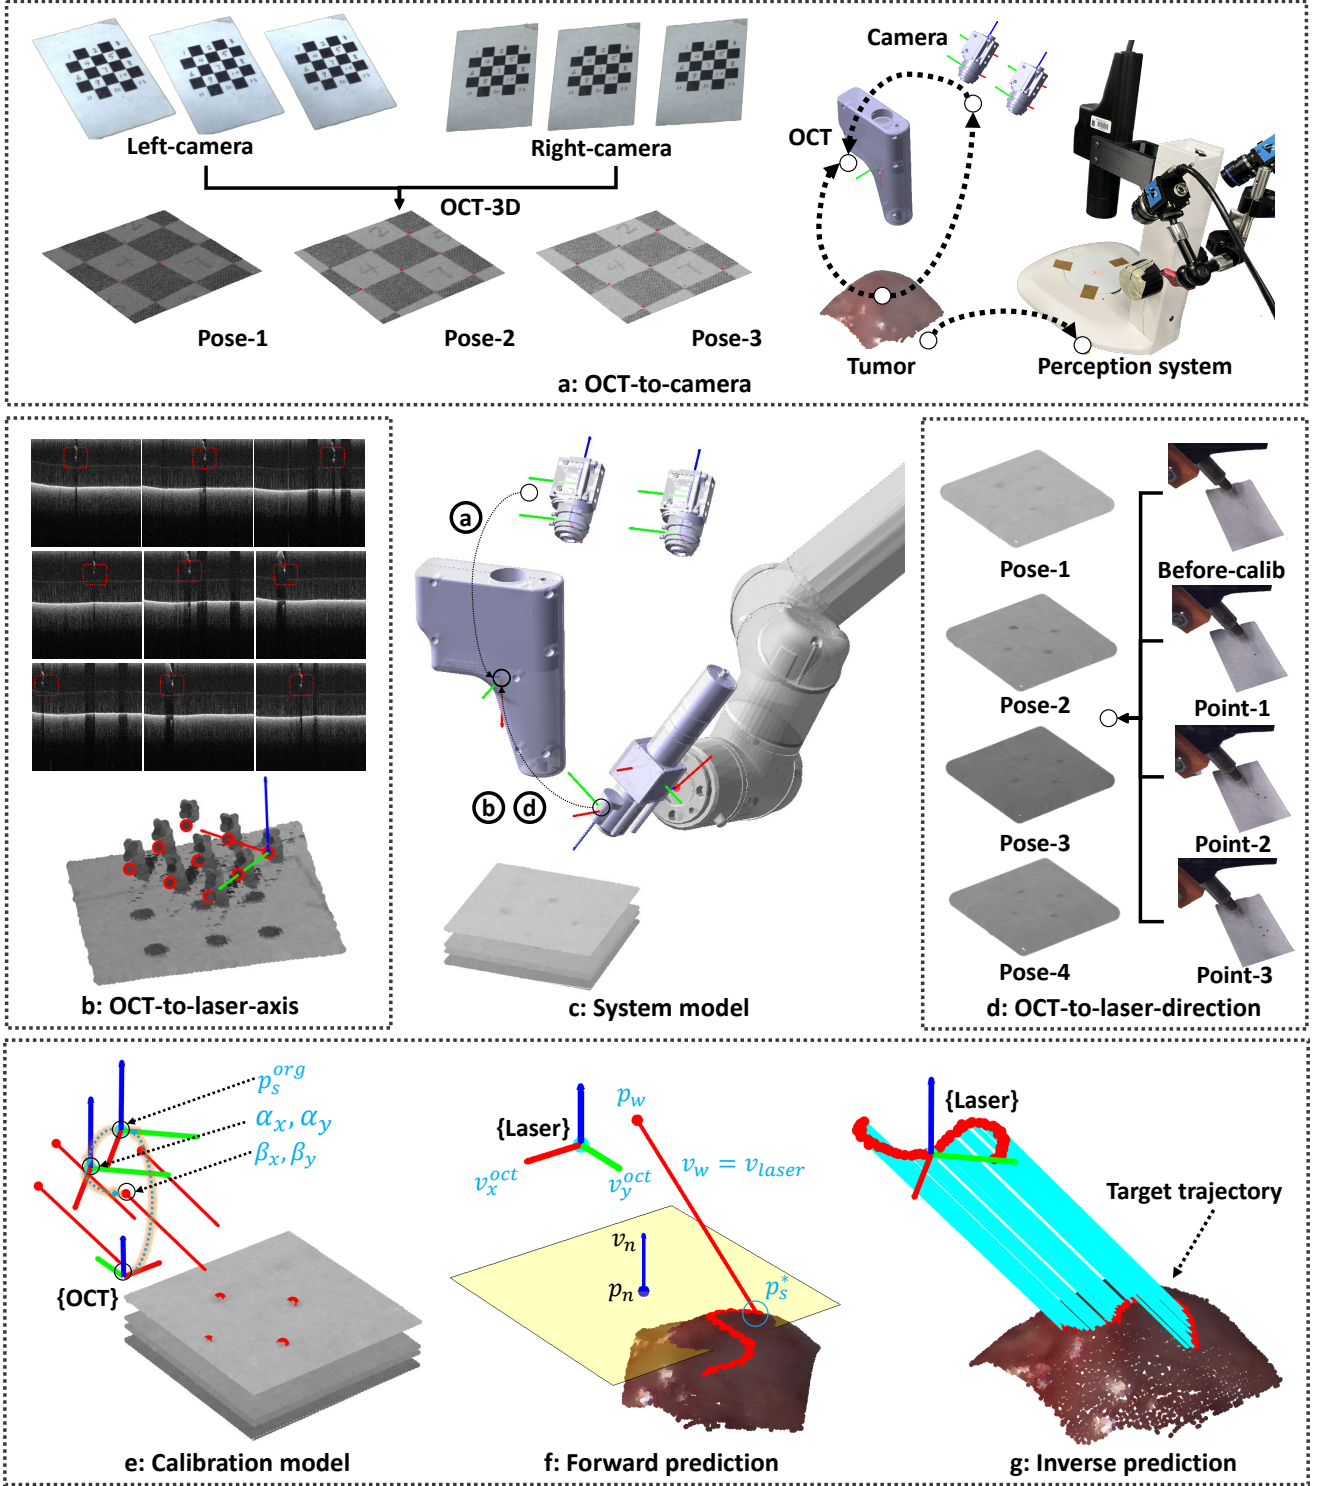 Left-camera
Right-camera
OCT-3D
Pose-1
Pose-2
Pose-3
Camera
OCT
Tumor
Perception system
a: OCT-to-camera
b: OCT-to-laser-axis
a
b d
c: System model
Pose-1
Before-calib
Pose-2
Point-1
Pose-3
Point-2
Pose-4
Point-3
d: OCT-to-laser-direction
p_s^{org}
α_x, α_y
β_x, β_y
{OCT}
e: Calibration model
{Laser}
p_w
v_x^{oct}
v_y^{oct}
v_w = v_{laser}
v_n
p_n
p_s^*
f: Forward prediction
{Laser}
Target trajectory
g: Inverse prediction